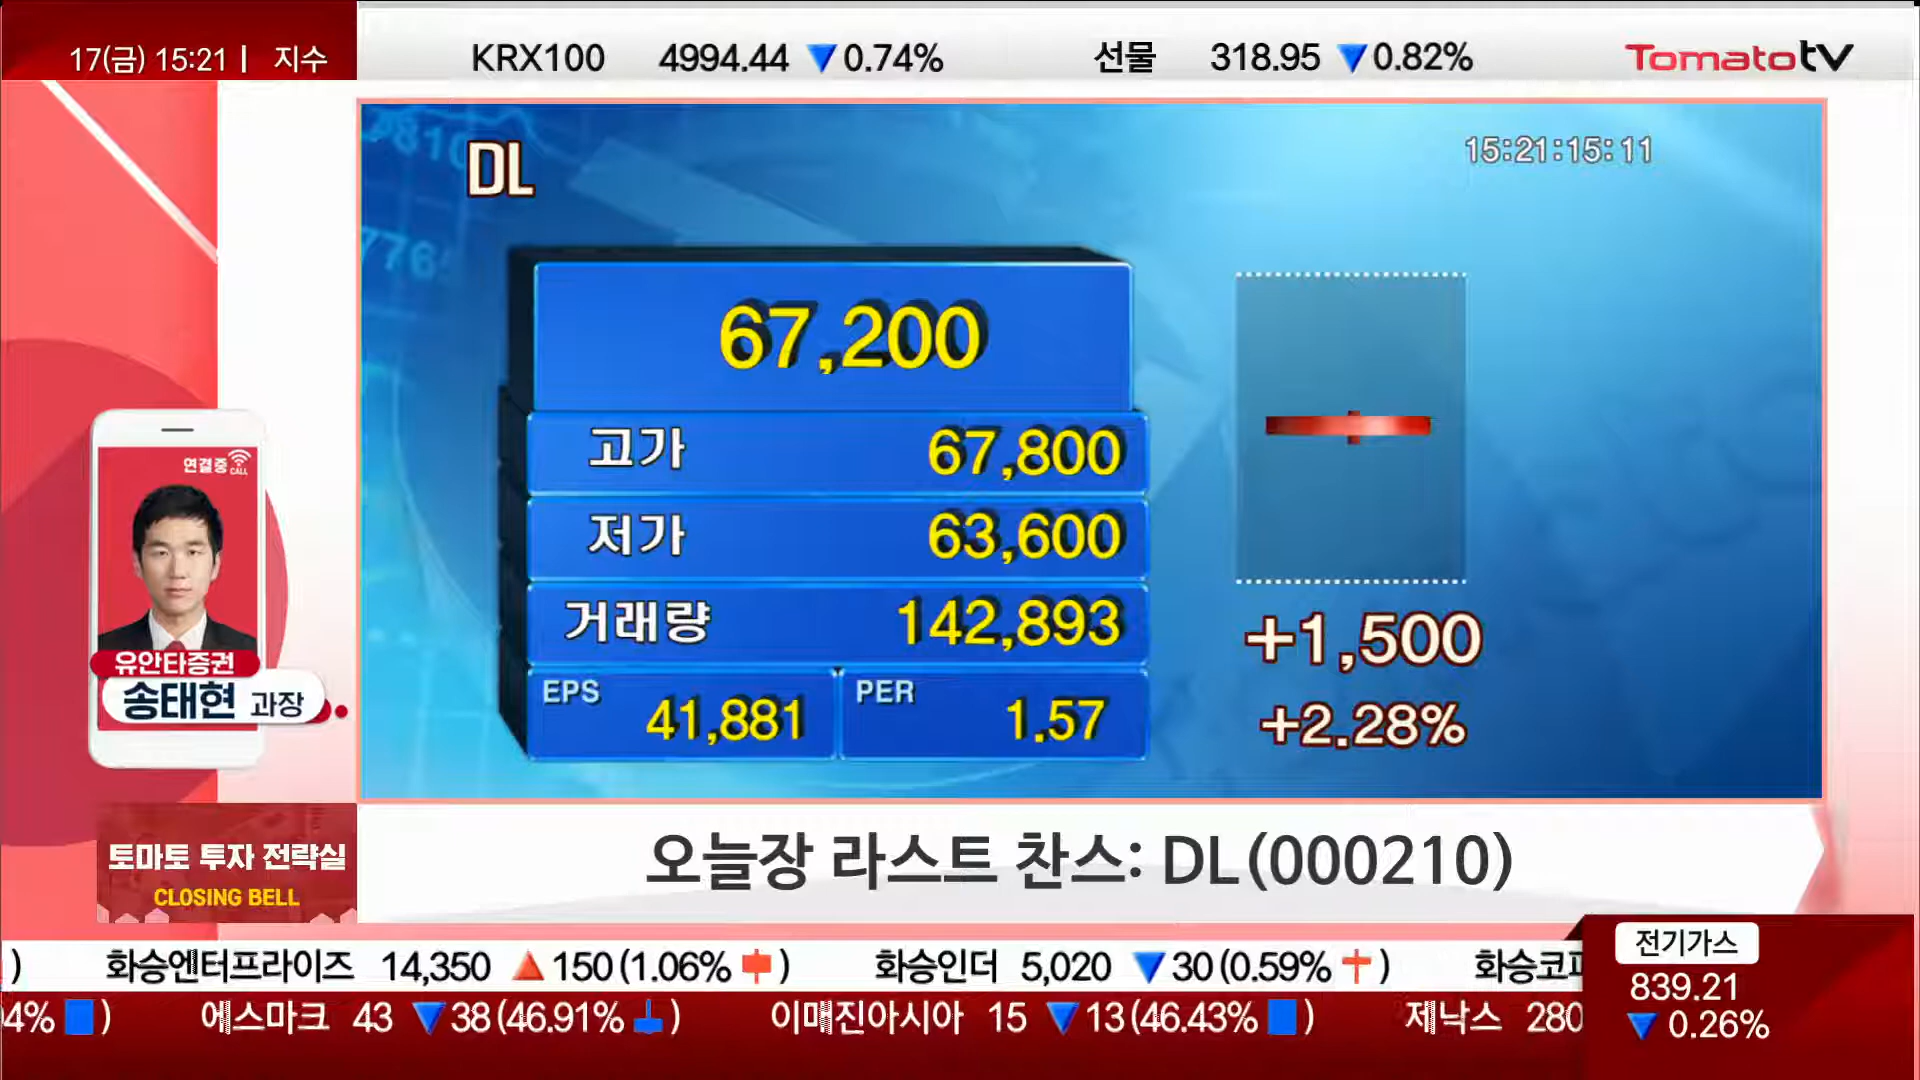 17(금) 15:21 | 지수 KRX100 4994.44 ▼0.74% 선물 318.95 ▼0.82% Tomatotv
DL
15:21:15:11
67,200
고가 67,800
저가 63,600
거래량 142,893
EPS 41,881 PER 1.57
+1,500
+2.28%
연결중 CALL
유안타증권
송태현 과장
토마토 투자 전략실
CLOSING BELL
오늘장 라스트 찬스: DL(000210)
) 화승엔터프라이즈 14,350 ▲150(1.06% ) 화승인더 5,020 ▼30(0.59% ) 화승코
4% ) 에스마크 43 ▼38(46.91% ) 이매진아시아 15 ▼13(46.43% ) 제낙스 280
전기가스
839.21
▼0.26%